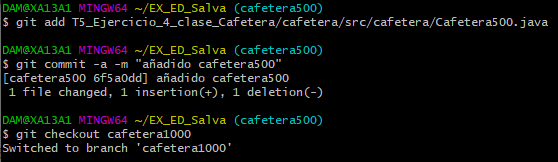 DAM@XA13A1 MINGW64 ~/EX_ED_Salva (cafetera500)
$ git add T5_Ejercicio_4_clase_Cafetera/cafetera/src/cafetera/Cafetera500.java
DAM@XA13A1 MINGW64 ~/EX_ED_Salva (cafetera500)
$ git commit -a -m "añadido cafetera500"
[cafetera500 6f5a0dd] añadido cafetera500
1 file changed, 1 insertion(+), 1 deletion(-)
DAM@XA13A1 MINGW64 ~/EX_ED_Salva (cafetera500)
$ git checkout cafetera1000
Switched to branch 'cafetera1000'